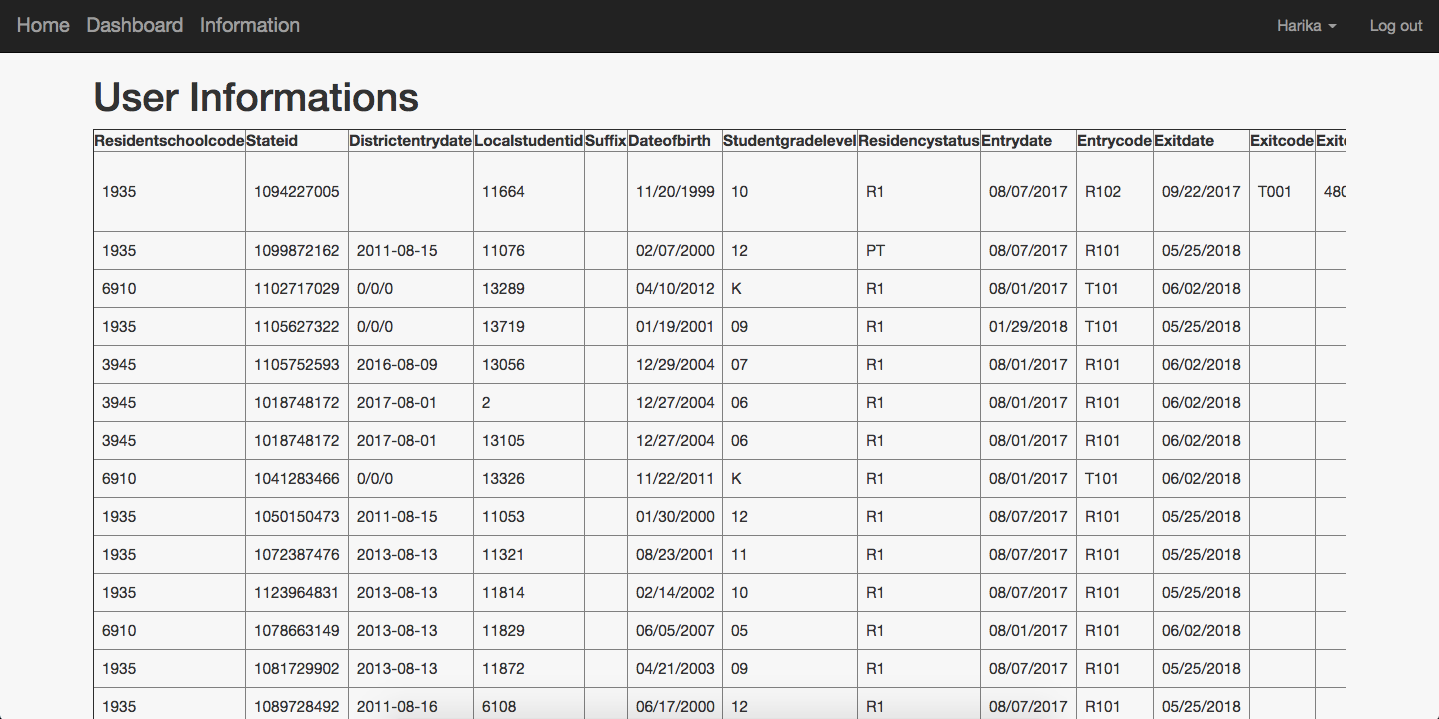 Home Dashboard Information Harika Log out
User Informations
Residentschoolcode Stateid Districtentrydate Localstudentid Suffix Dateofbirth Studentgradelevel Residencystatus Entrydate Entrycode Exitdate Exitcode
1935 1094227005 11664 11/20/1999 10 R1 08/07/2017 R102 09/22/2017 T001 480
1935 1099872162 2011-08-15 11076 02/07/2000 12 PT 08/07/2017 R101 05/25/2018
6910 1102717029 0/0/0 13289 04/10/2012 K R1 08/01/2017 T101 06/02/2018
1935 1105627322 0/0/0 13719 01/19/2001 09 R1 01/29/2018 T101 05/25/2018
3945 1105752593 2016-08-09 13056 12/29/2004 07 R1 08/01/2017 R101 06/02/2018
3945 1018748172 2017-08-01 2 12/27/2004 06 R1 08/01/2017 R101 06/02/2018
3945 1018748172 2017-08-01 13105 12/27/2004 06 R1 08/01/2017 R101 06/02/2018
6910 1041283466 0/0/0 13326 11/22/2011 K R1 08/01/2017 T101 06/02/2018
1935 1050150473 2011-08-15 11053 01/30/2000 12 R1 08/07/2017 R101 05/25/2018
1935 1072387476 2013-08-13 11321 08/23/2001 11 R1 08/07/2017 R101 05/25/2018
1935 1123964831 2013-08-13 11814 02/14/2002 10 R1 08/07/2017 R101 05/25/2018
6910 1078663149 2013-08-13 11829 06/05/2007 05 R1 08/01/2017 R101 06/02/2018
1935 1081729902 2013-08-13 11872 04/21/2003 09 R1 08/07/2017 R101 05/25/2018
1935 1089728492 2011-08-16 6108 06/17/2000 12 R1 08/07/2017 R101 05/25/2018